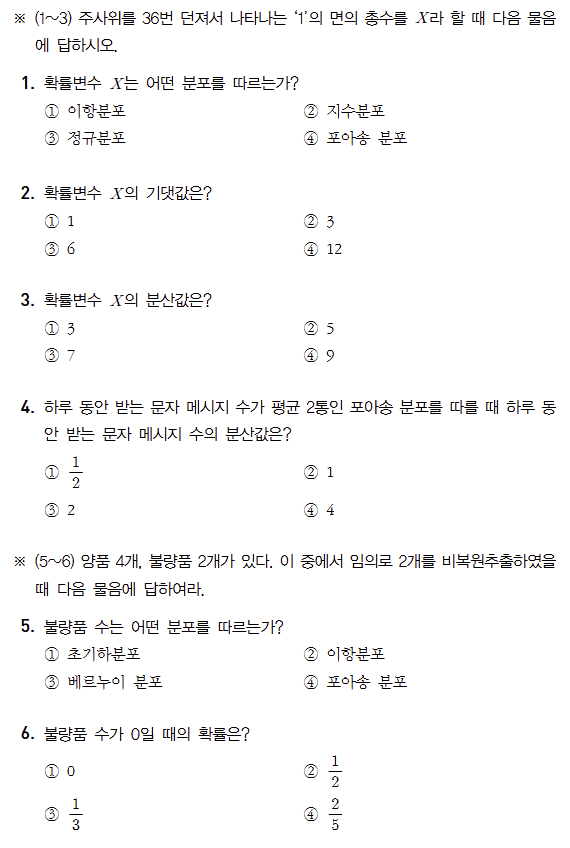 ※ (1~3) 주사위를 36번 던져서 나타나는 ‘1’의 면의 총수를 X라 할 때 다음 물음
에 답하시오.
1. 확률변수 X는 어떤 분포를 따르는가?
① 이항분포 ② 지수분포
③ 정규분포 ④ 포아송 분포
2. 확률변수 X의 기댓값은?
① 1 ② 3
③ 6 ④ 12
3. 확률변수 X의 분산값은?
① 3 ② 5
③ 7 ④ 9
4. 하루 동안 받는 문자 메시지 수가 평균 2통인 포아송 분포를 따를 때 하루 동
안 받는 문자 메시지 수의 분산값은?
① 1/2 ② 1
③ 2 ④ 4
※ (5~6) 양품 4개, 불량품 2개가 있다. 이 중에서 임의로 2개를 비복원추출하였을
때 다음 물음에 답하여라.
5. 불량품 수는 어떤 분포를 따르는가?
① 초기하분포 ② 이항분포
③ 베르누이 분포 ④ 포아송 분포
6. 불량품 수가 0일 때의 확률은?
① 0 ② 1/2
③ 1/3 ④ 2/5